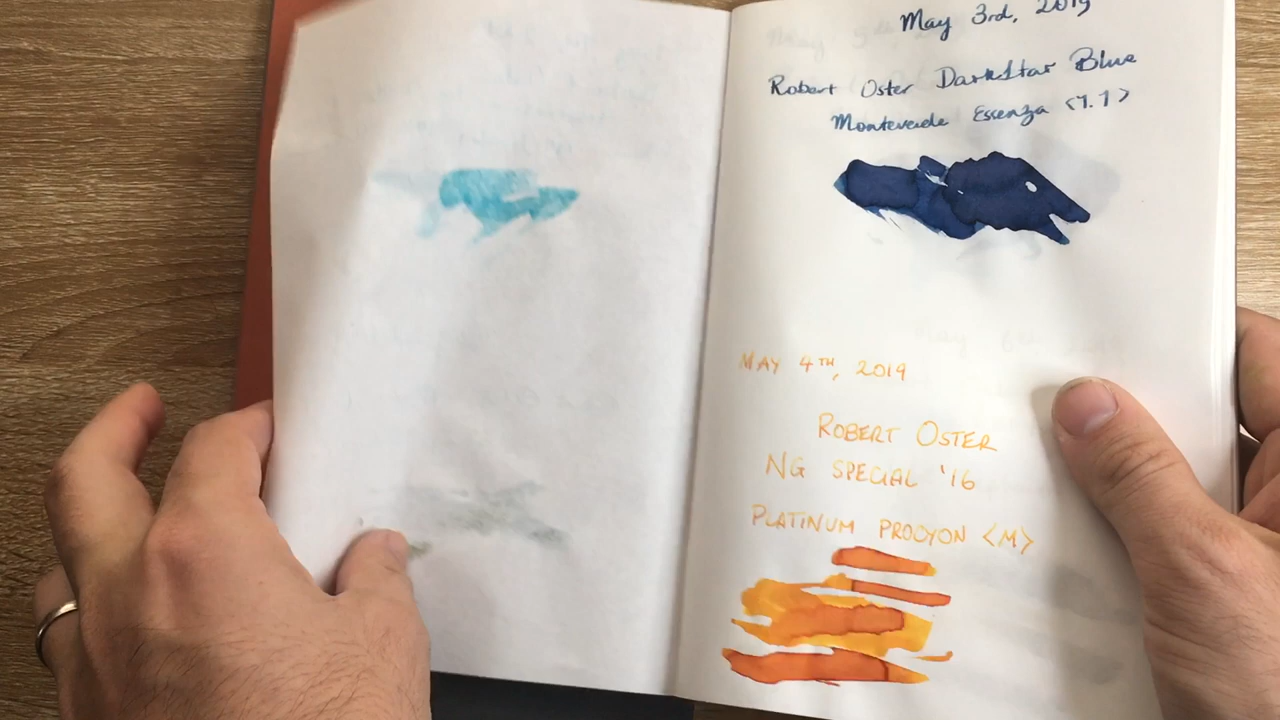 May 3rd, 2019
Robert Oster DarkStar Blue
Monteverde Essenza <1.1>
MAY 4TH, 2019
ROBERT OSTER
NG SPECIAL '16
PLATINUM PROCYON <M>